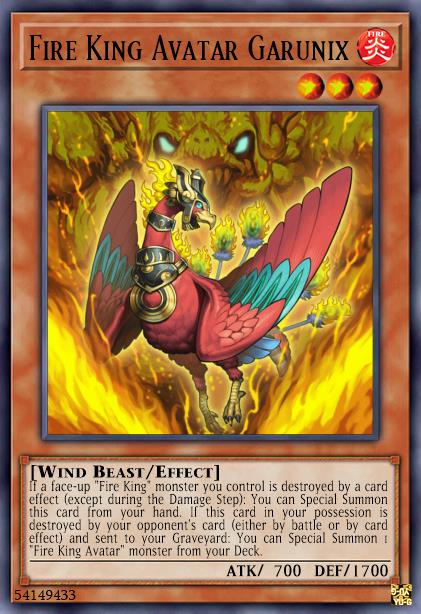 Fire King Avatar Garunix
FIRE
炎
[Wind Beast/Effect]
If a face-up "Fire King" monster you control is destroyed by a card
effect (except during the Damage Step): You can Special Summon
this card from your hand. If this card in your possession is
destroyed by your opponent's card (either by battle or by card
effect) and sent to your Graveyard: You can Special Summon 1
"Fire King Avatar" monster from your Deck.
ATK/ 700 DEF/1700
54149433